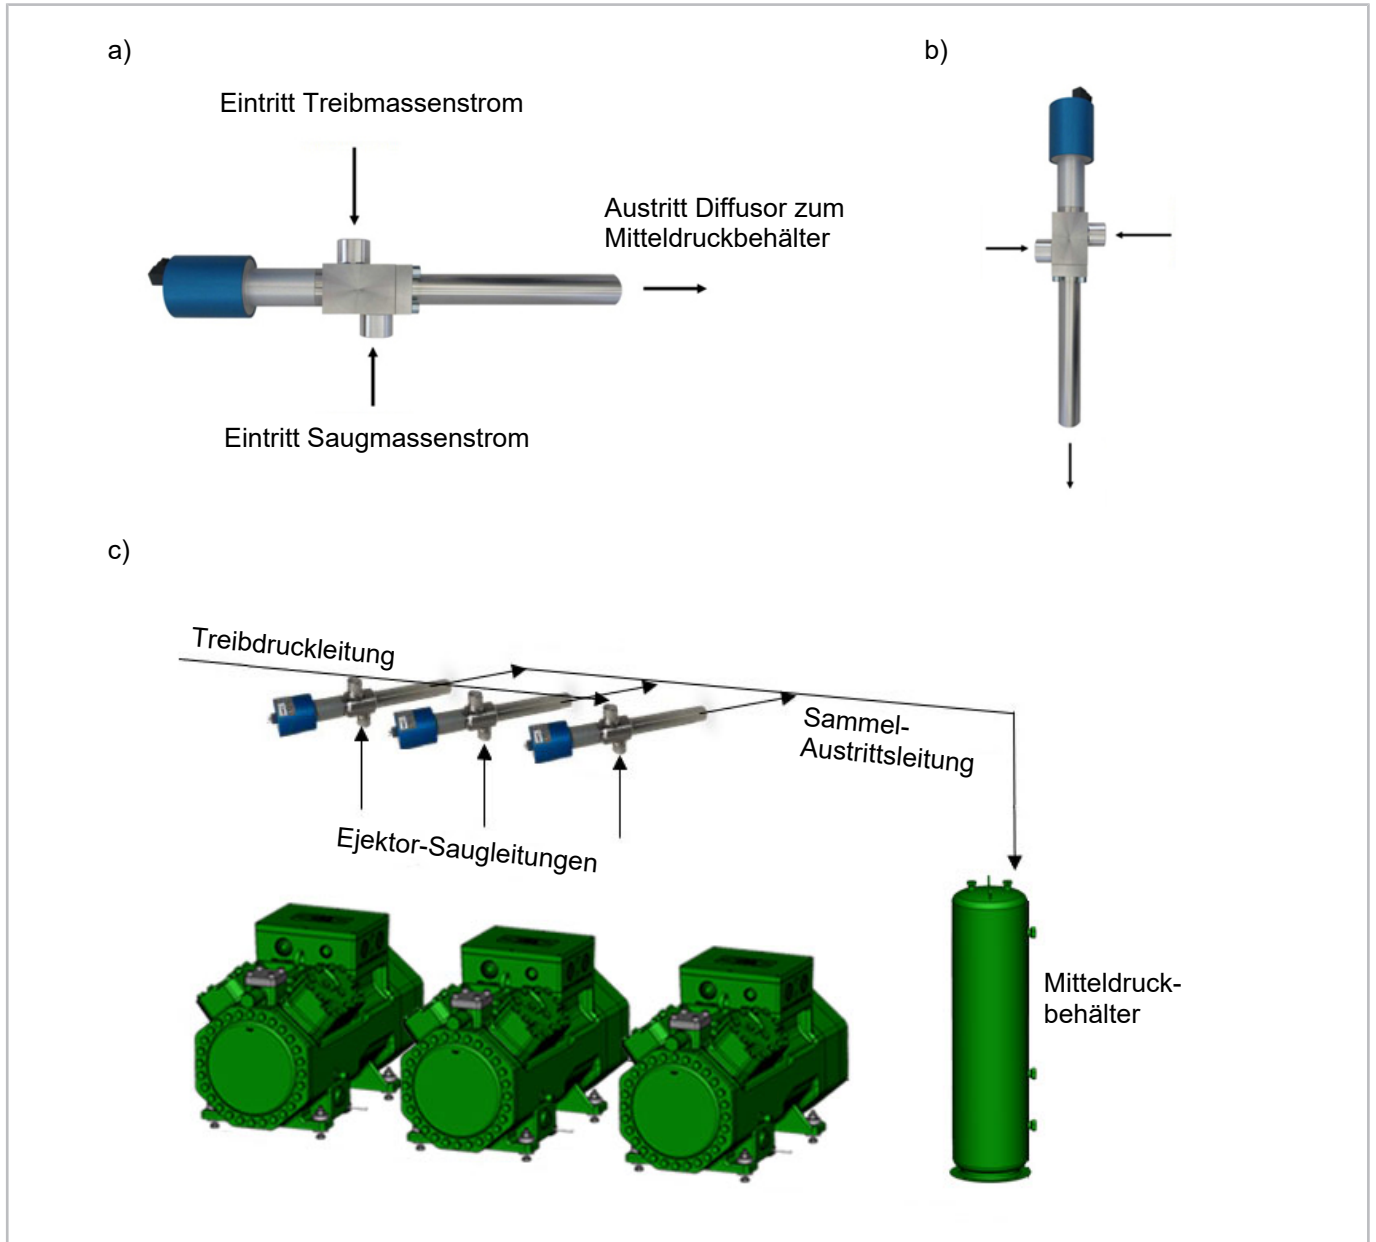 a)
b)
Eintritt Treibmassenstrom
Austritt Diffusor zum
Mitteldruckbehälter
Eintritt Saugmassenstrom
c)
Treibdruckleitung
Sammel-
Austrittsleitung
Ejektor-Saugleitungen
Mitteldruck-
behälter